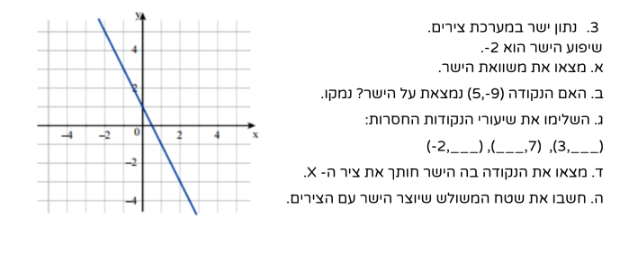 3. נתון ישר במערכת צירים.
שיפוע הישר הוא 2-.
א. מצאו את משוואת הישר.
ב. האם הנקודה (5,-9) נמצאת על הישר? נמקו.
ג. השלימו את שיעורי הנקודות החסרות:
(-2,___) ,(___,7) ,(3,___)
ד. מצאו את הנקודה בה הישר חותך את ציר ה- X.
ה. חשבו את שטח המשולש שיוצר הישר עם הצירים.
y
4
2
-4 -2 0 2 4 x
-2
-4